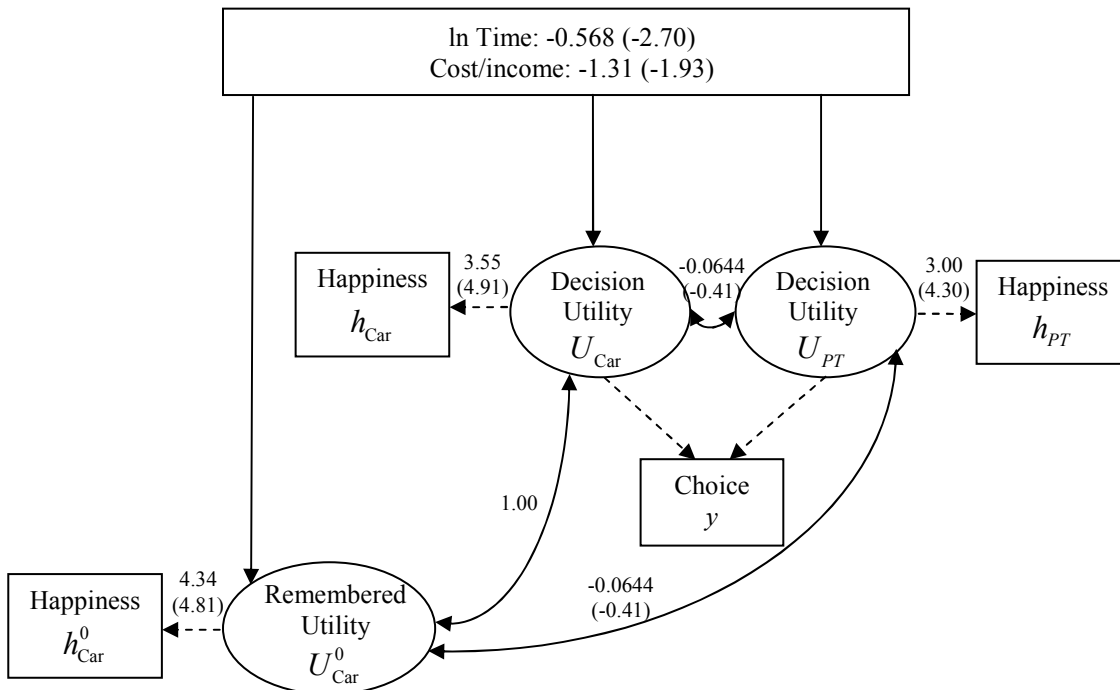 ln Time: -0.568 (-2.70)
Cost/income: -1.31 (-1.93)
Happiness
h_Car
3.55
(4.91)
Decision
Utility
U_Car
-0.0644
(-0.41)
Decision
Utility
U_PT
3.00
(4.30)
Happiness
h_PT
Choice
y
1.00
-0.0644
(-0.41)
Happiness
h^0_Car
4.34
(4.81)
Remembered
Utility
U^0_Car